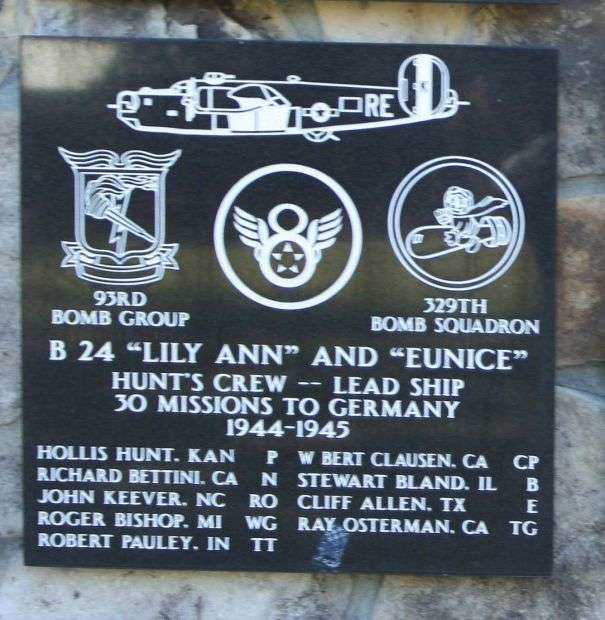 RE
93RD
BOMB GROUP
329TH
BOMB SQUADRON
B 24 "LILY ANN" AND "EUNICE"
HUNT'S CREW -- LEAD SHIP
30 MISSIONS TO GERMANY
1944-1945
HOLLIS HUNT. KAN P
RICHARD BETTINI. CA N
JOHN KEEVER. NC RO
ROGER BISHOP. MI WG
ROBERT PAULEY. IN TT
W BERT CLAUSEN. CA CP
STEWART BLAND. IL B
CLIFF ALLEN. TX E
RAY OSTERMAN. CA TG